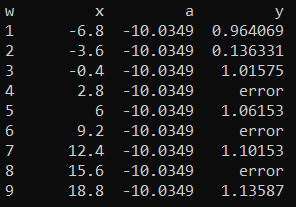 w x a y
1 -6.8 -10.0349 0.964069
2 -3.6 -10.0349 0.136331
3 -0.4 -10.0349 1.01575
4 2.8 -10.0349 error
5 6 -10.0349 1.06153
6 9.2 -10.0349 error
7 12.4 -10.0349 1.10153
8 15.6 -10.0349 error
9 18.8 -10.0349 1.13587